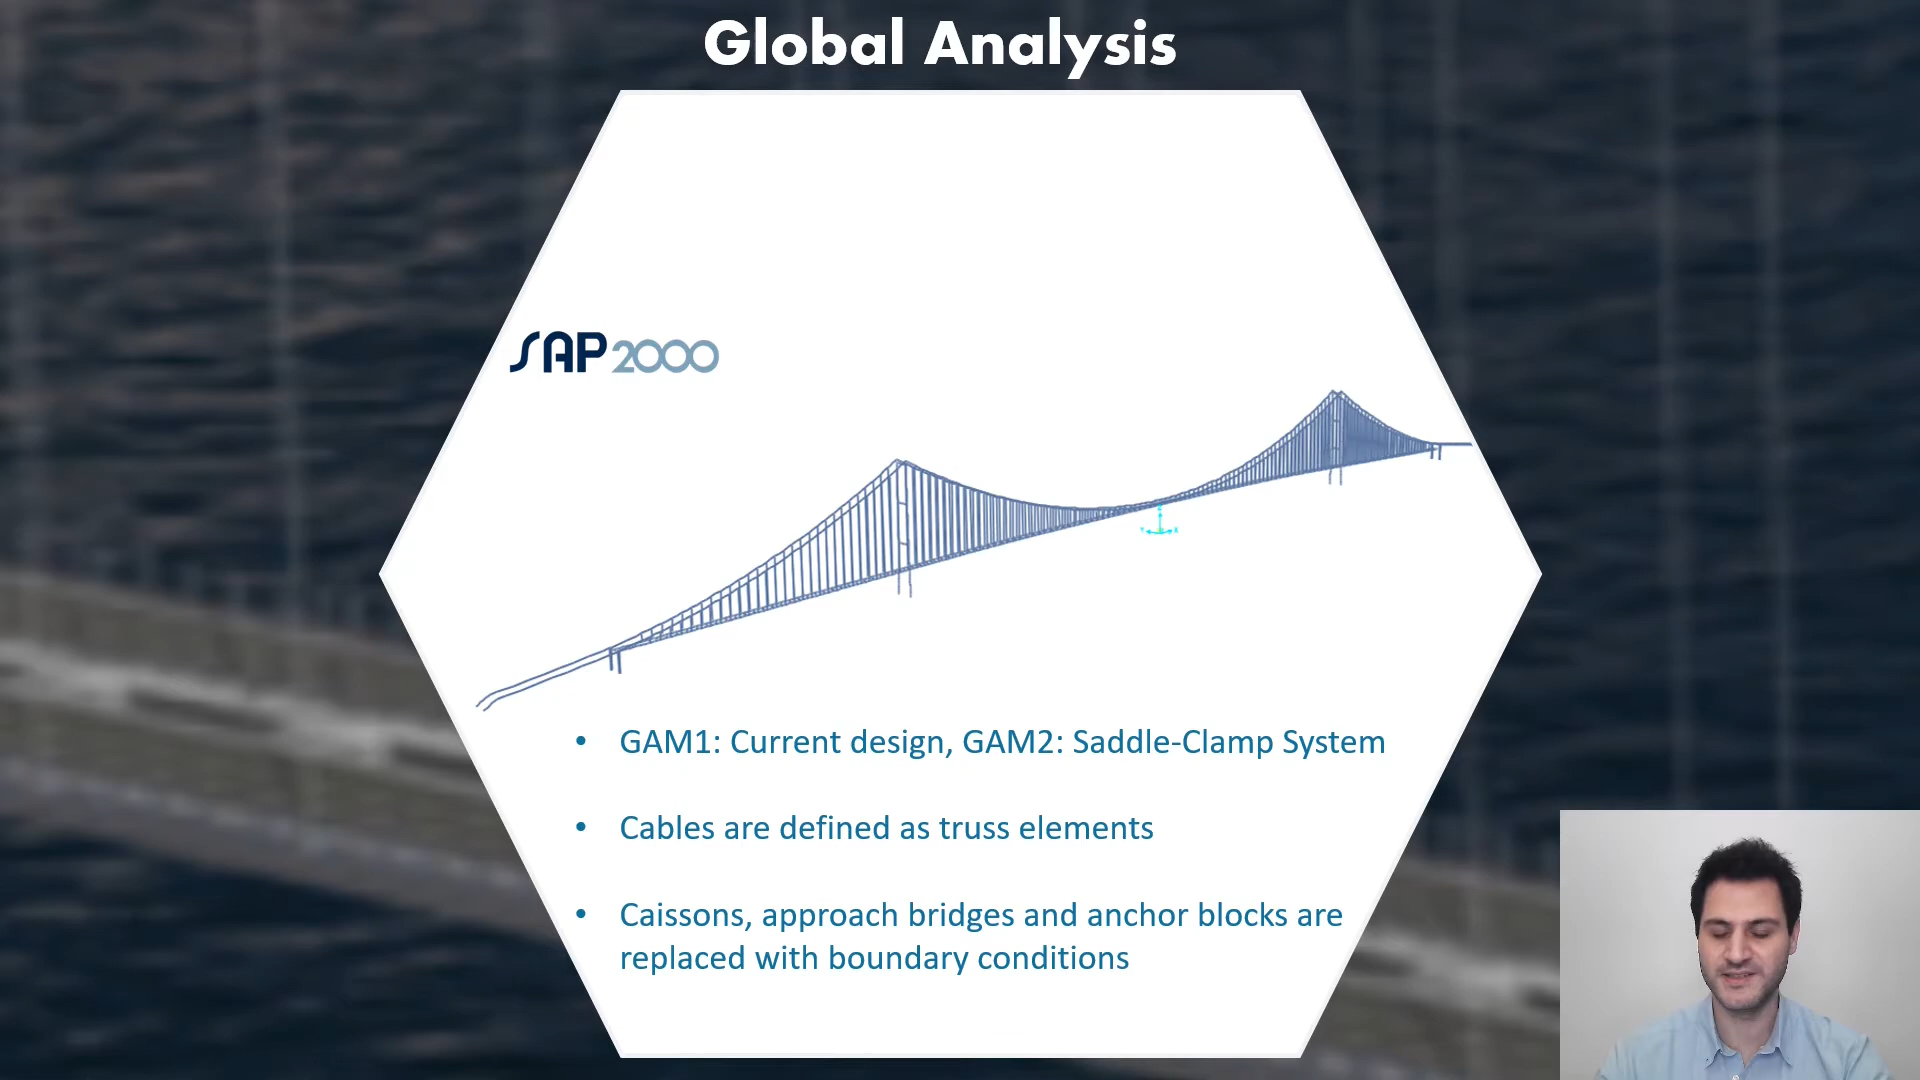 Global Analysis
SAP2000
• GAM1: Current design, GAM2: Saddle-Clamp System
• Cables are defined as truss elements
• Caissons, approach bridges and anchor blocks are
replaced with boundary conditions